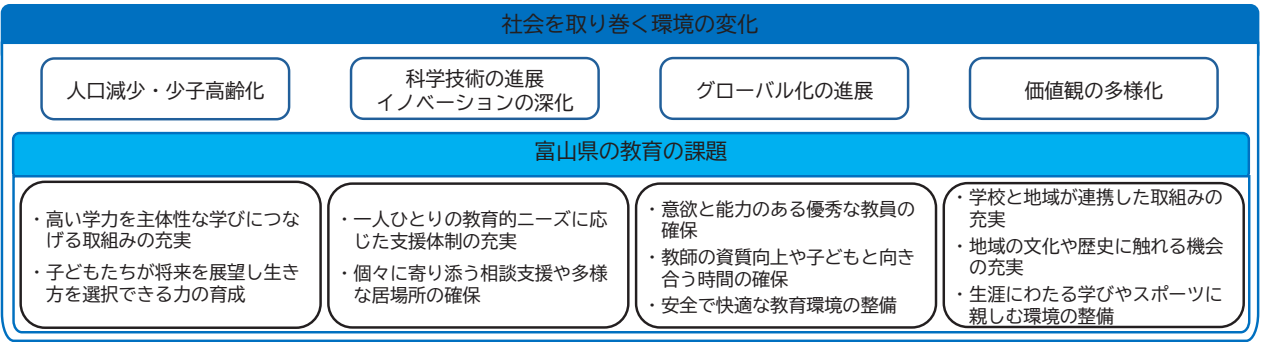 社会を取り巻く環境の変化
人口減少・少子高齢化
科学技術の進展
イノベーションの深化
グローバル化の進展
価値観の多様化
富山県の教育の課題
・高い学力を主体性な学びにつな
げる取組みの充実
・子どもたちが将来を展望し生き
方を選択できる力の育成
・一人ひとりの教育的ニーズに応
じた支援体制の充実
・個々に寄り添う相談支援や多様
な居場所の確保
・意欲と能力のある優秀な教員の
確保
・教師の資質向上や子どもと向き
合う時間の確保
・安全で快適な教育環境の整備
・学校と地域が連携した取組みの
充実
・地域の文化や歴史に触れる機会
の充実
・生涯にわたる学びやスポーツに
親しむ環境の整備